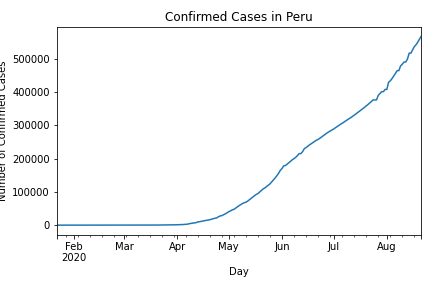 Confirmed Cases in Peru
Number of Confirmed Cases
500000
400000
300000
200000
100000
0
Feb Mar Apr May Jun Jul Aug
2020
Day